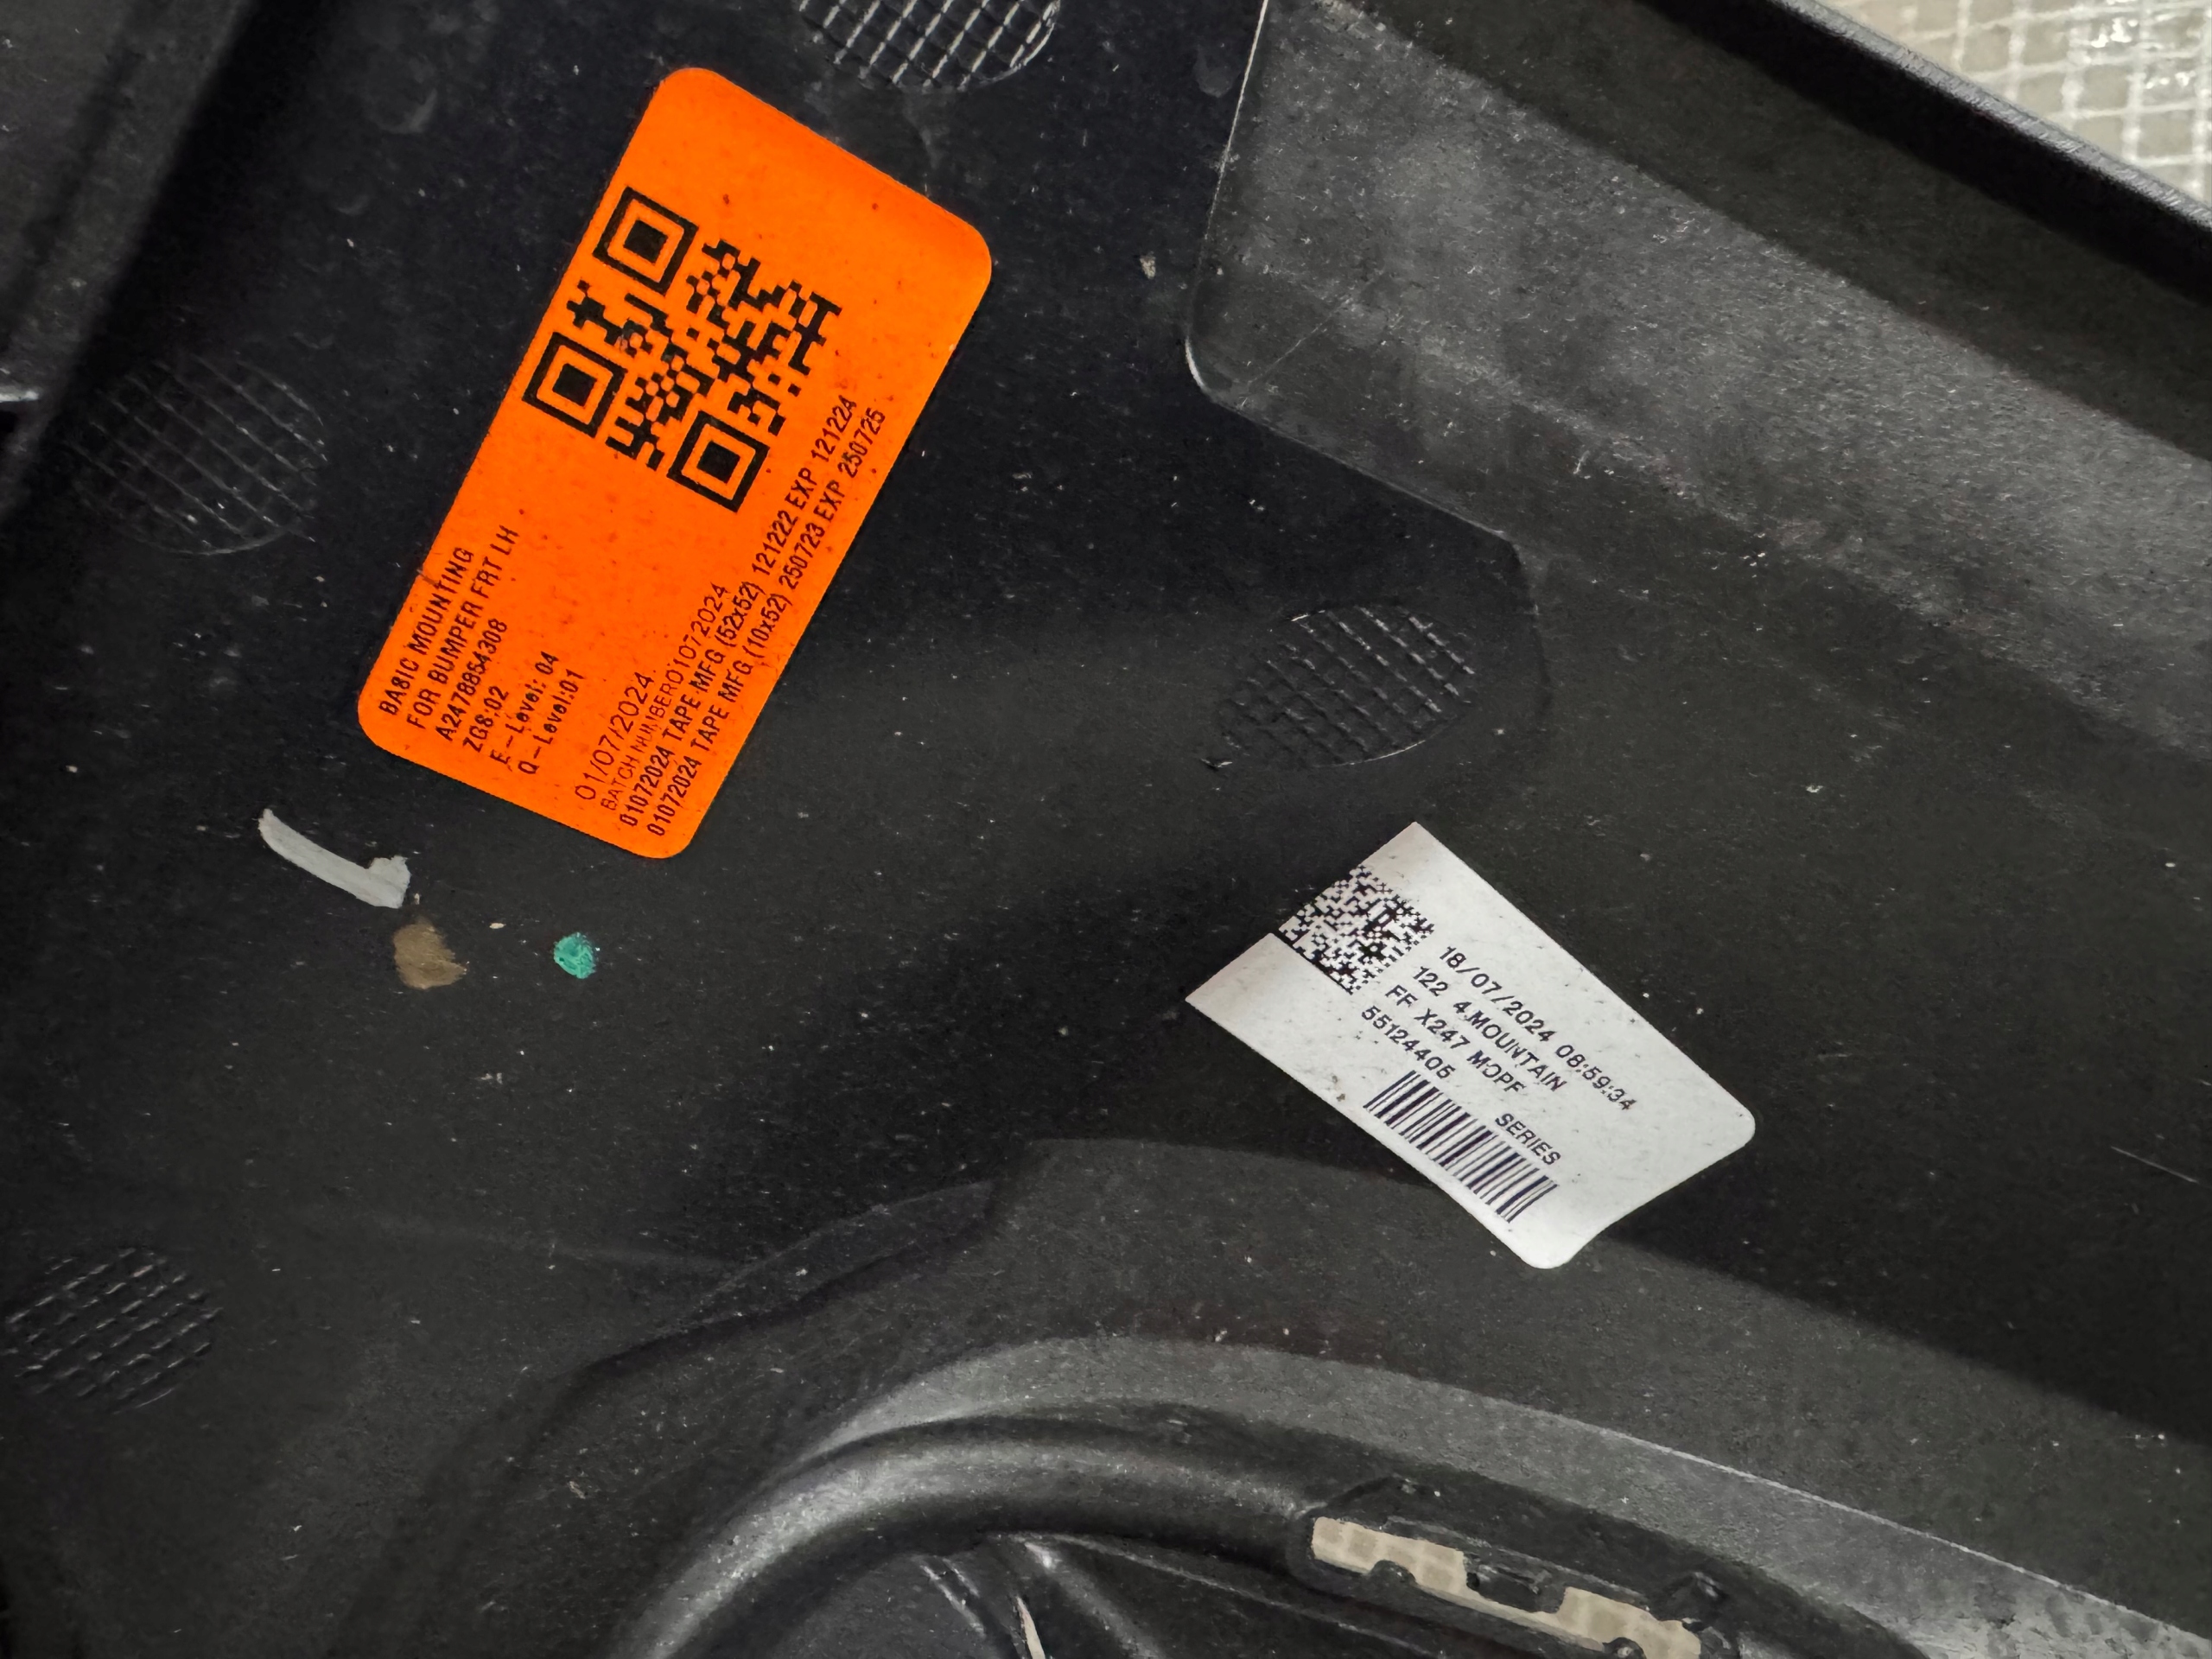 BASIC MOUNTING
FOR BUMPER FRT LH
A2478854308
ZGS:02
E-Level: 04
Q-Level:01
01/07/2024
BATCH NUMBER01072024
01072024 TAPE MFG (52x52) 121222 EXP 121224
01072024 TAPE MFG (10x52) 250723 EXP 250725
18/07/2024 08:59:34
122 4.MOUNTAIN
FF X247 MOPF
55124405
SERIES